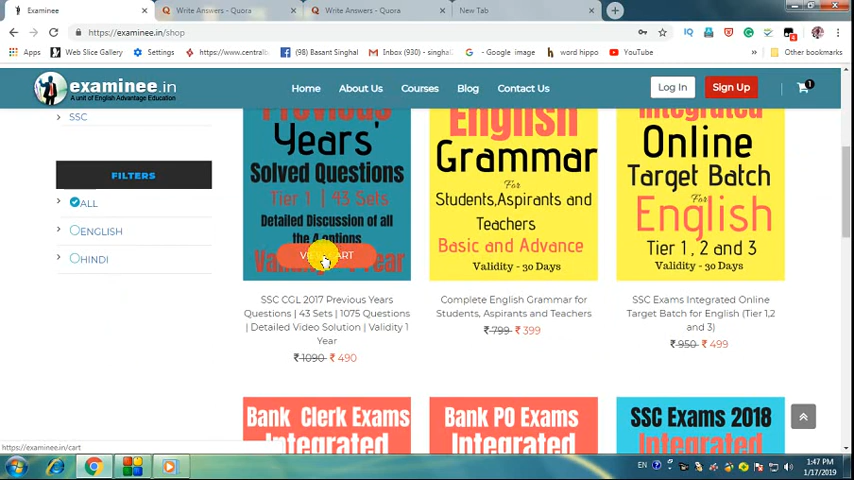 Examinee
Write Answers - Quora
Write Answers - Quora
New Tab
https://examinee.in/shop
Apps
Web Slice Gallery
Settings
https://www.centralb
(98) Basant Singhal
Inbox (930) - singhal
- Google image
word hippo
YouTube
Other bookmarks
examinee.in
A unit of English Advantage Education
Home
About Us
Courses
Blog
Contact Us
Log In
Sign Up
1
SSC
FILTERS
ALL
ENGLISH
HINDI
Previous
Years'
Solved Questions
Tier 1 | 43 Sets
Detailed Discussion of all
the 4 options
SSC CGL 2017 Previous Years
Questions | 43 Sets | 1075 Questions
| Detailed Video Solution | Validity 1
Year
₹ 1090 ₹ 490
English
Grammar
For
Students,Aspirants and
Teachers
Basic and Advance
Validity - 30 Days
Complete English Grammar for
Students, Aspirants and Teachers
₹ 799 ₹ 399
Integrated
Online
Target Batch
For
English
Tier 1, 2 and 3
Validity - 30 Days
SSC Exams Integrated Online
Target Batch for English (Tier 1,2
and 3)
₹ 950 ₹ 499
Bank Clerk Exams
Integrated
Bank PO Exams
Integrated
SSC Exams 2018
Integrated
https://examinee.in/cart
EN
1:47 PM
1/17/2019